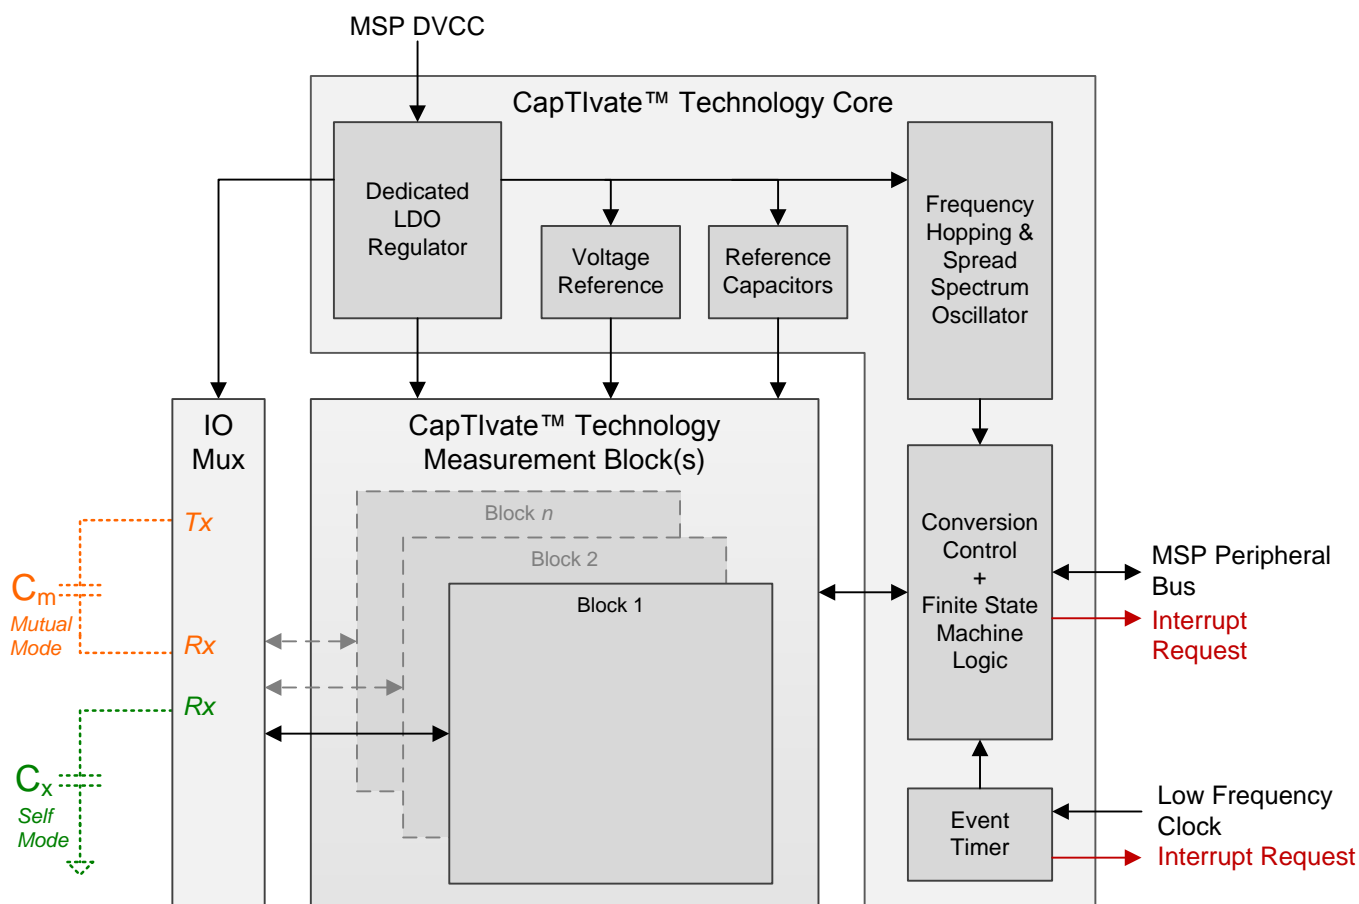 MSP DVCC
CapTIvate™ Technology Core
Dedicated
LDO
Regulator
Voltage
Reference
Reference
Capacitors
Frequency
Hopping &
Spread
Spectrum
Oscillator
IO
Mux
Tx
Rx
Rx
Cm
Mutual
Mode
Cx
Self
Mode
CapTIvate™ Technology
Measurement Block(s)
Block n
Block 2
Block 1
Conversion
Control
+
Finite State
Machine
Logic
MSP Peripheral
Bus
Interrupt
Request
Event
Timer
Low Frequency
Clock
Interrupt Request